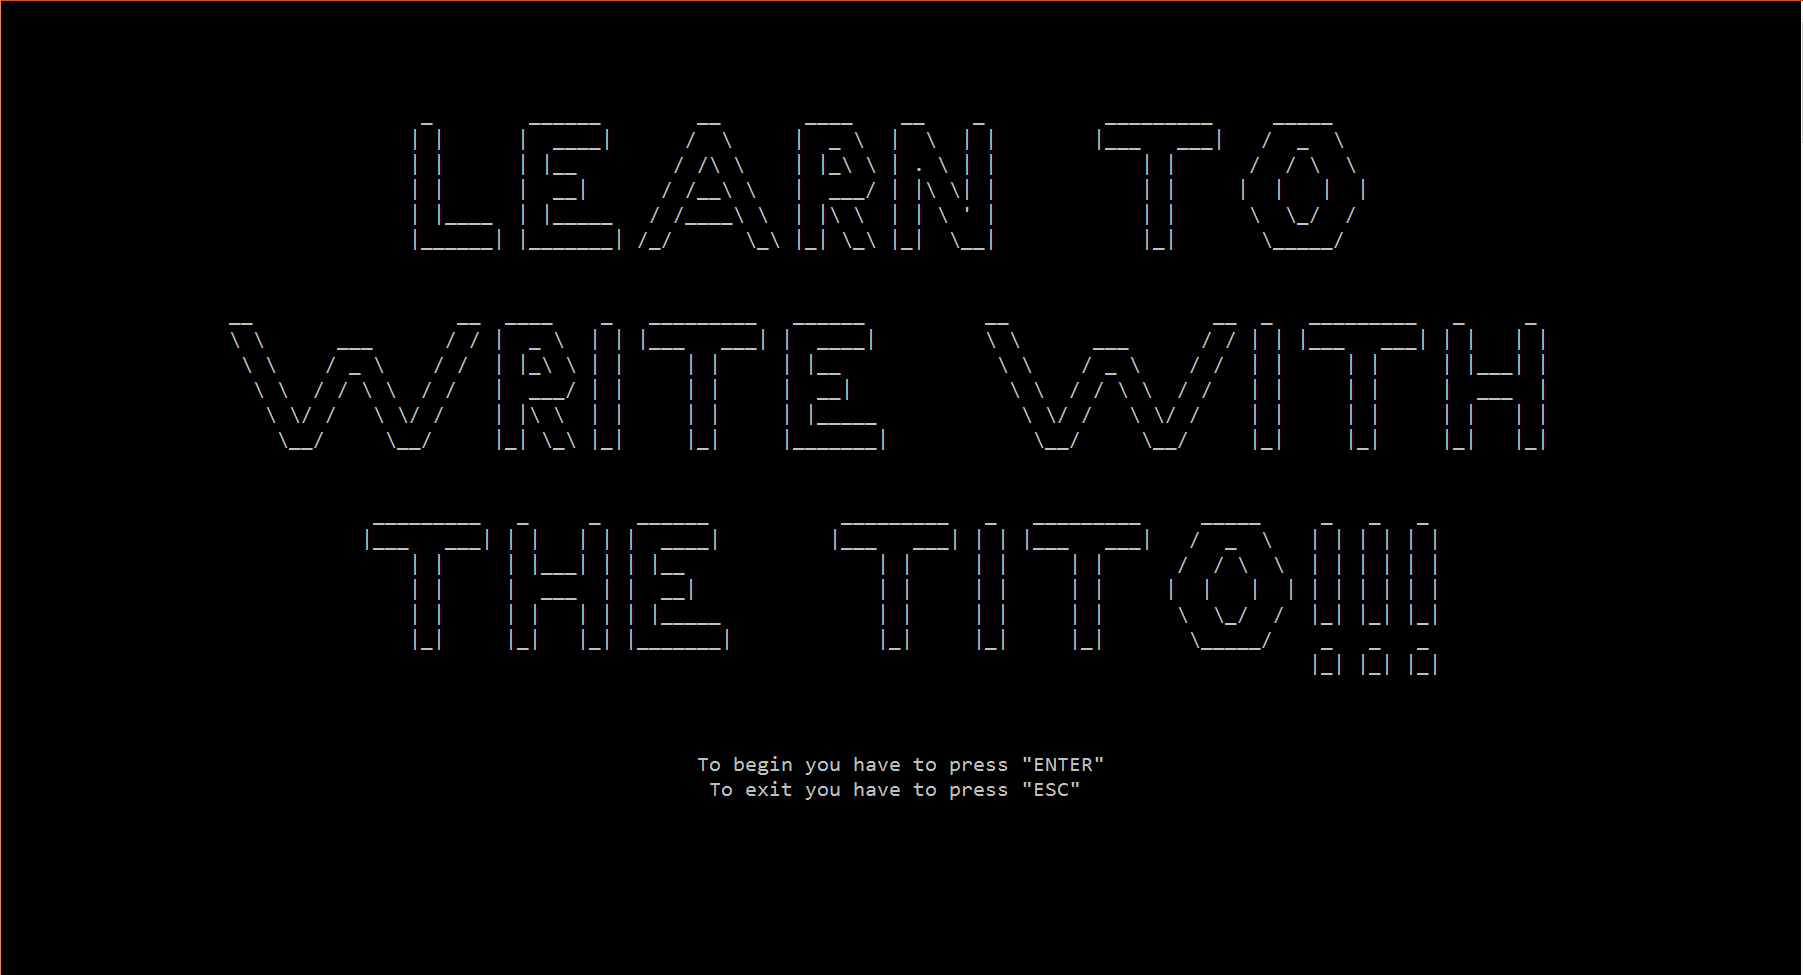 LEARN TO
WRITE WITH
THE TITO!!!
To begin you have to press "ENTER"
To exit you have to press "ESC"